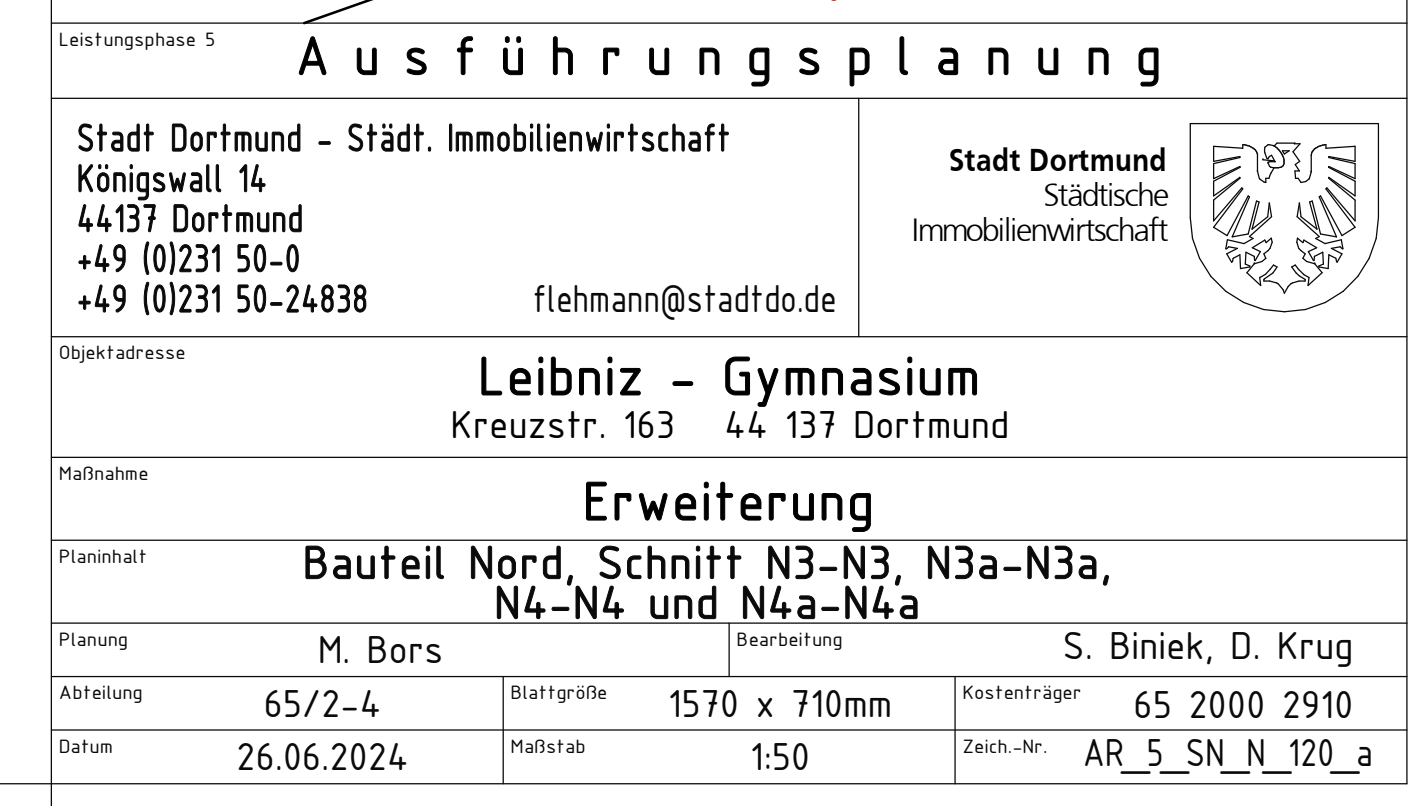 Leistungsphase 5
Ausführungsplanung
Stadt Dortmund - Städt. Immobilienwirtschaft
Königswall 14
44137 Dortmund
+49 (0)231 50-0
+49 (0)231 50-24838 flehmann@stadtdo.de
Stadt Dortmund
Städtische
Immobilienwirtschaft
Objektadresse
Leibniz - Gymnasium
Kreuzstr. 163 44 137 Dortmund
Maßnahme
Erweiterung
Planinhalt
Bauteil Nord, Schnitt N3-N3, N3a-N3a,
N4-N4 und N4a-N4a
Planung M. Bors
Bearbeitung S. Biniek, D. Krug
Abteilung 65/2-4
Blattgröße 1570 x 710mm
Kostenträger 65 2000 2910
Datum 26.06.2024
Maßstab 1:50
Zeich.-Nr. AR_5_SN_N_120_a